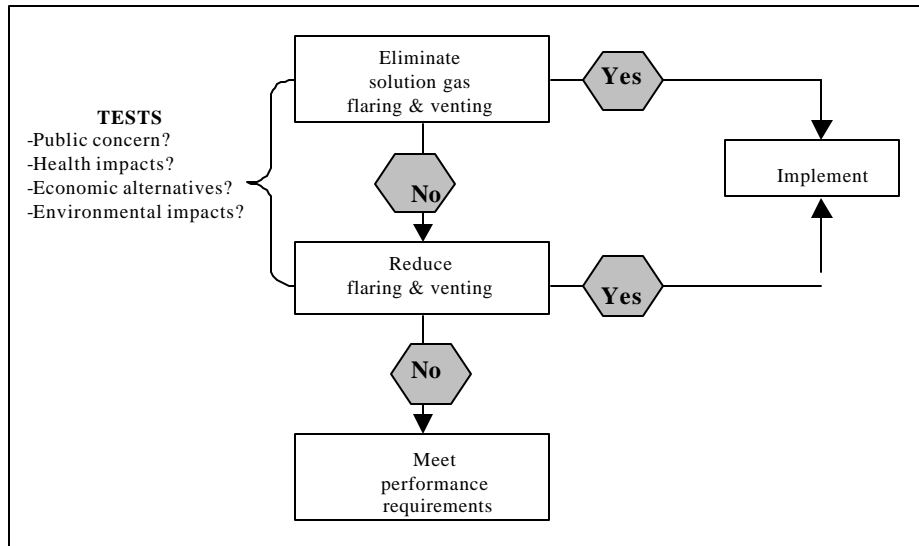 Eliminate
solution gas
flaring & venting
Yes
TESTS
-Public concern?
-Health impacts?
-Economic alternatives?
-Environmental impacts?
Implement
No
Reduce
flaring & venting
Yes
No
Meet
performance
requirements